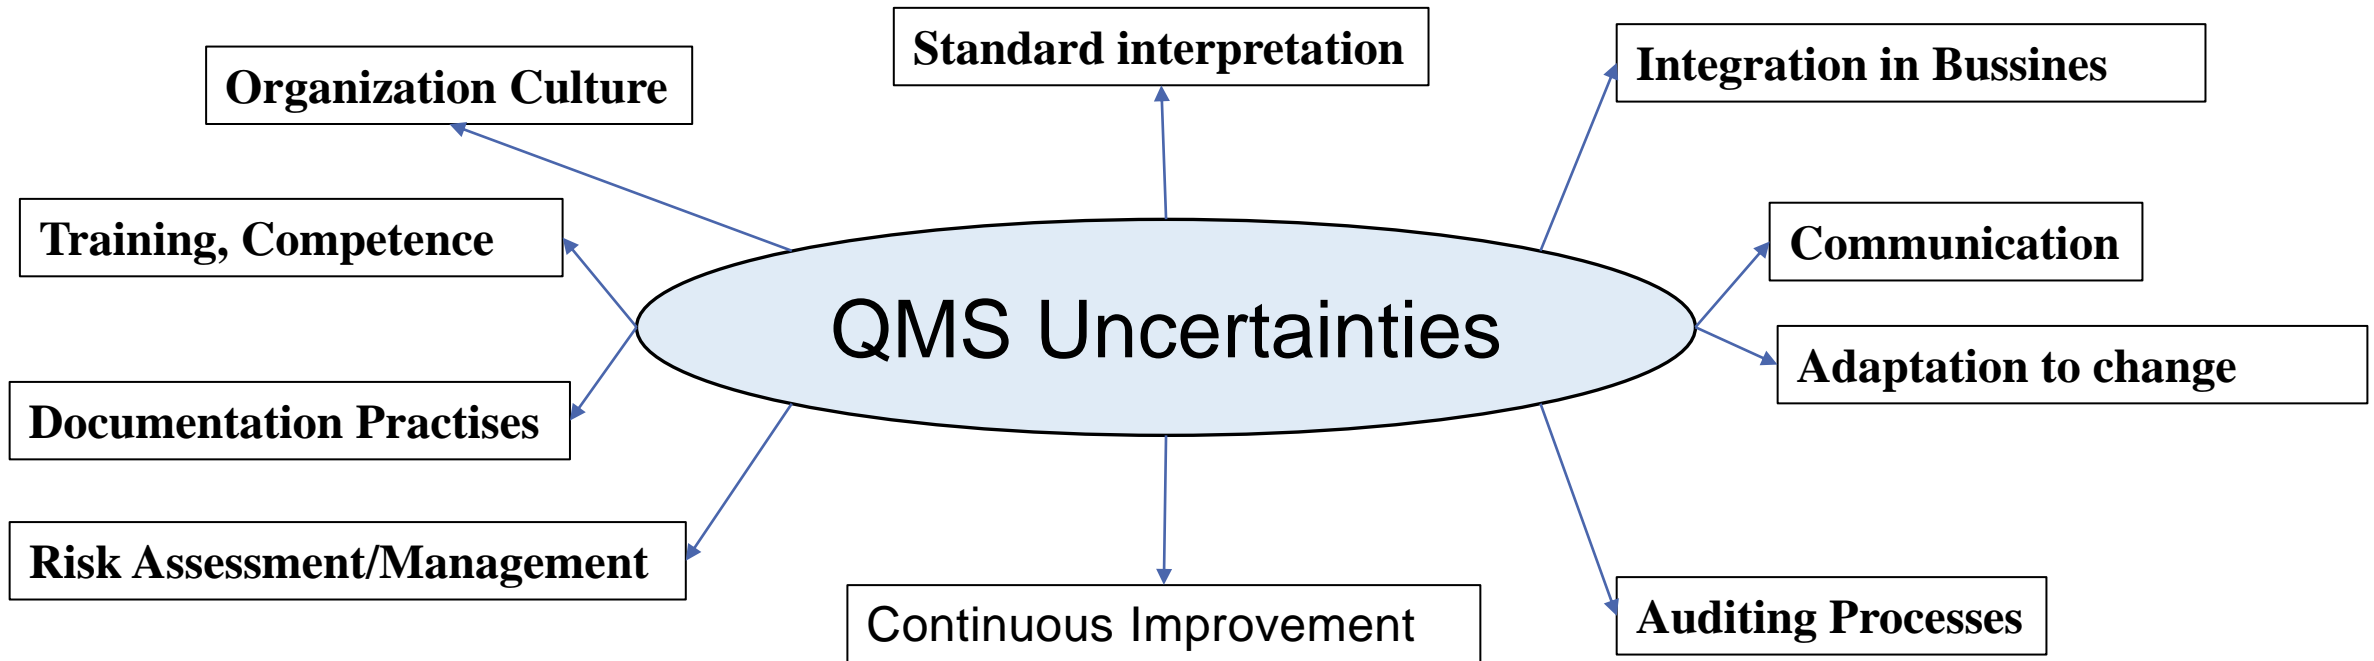 Standard interpretation
Organization Culture
Integration in Bussines
Training, Competence
Communication
QMS Uncertainties
Adaptation to change
Documentation Practises
Risk Assessment/Management
Continuous Improvement
Auditing Processes